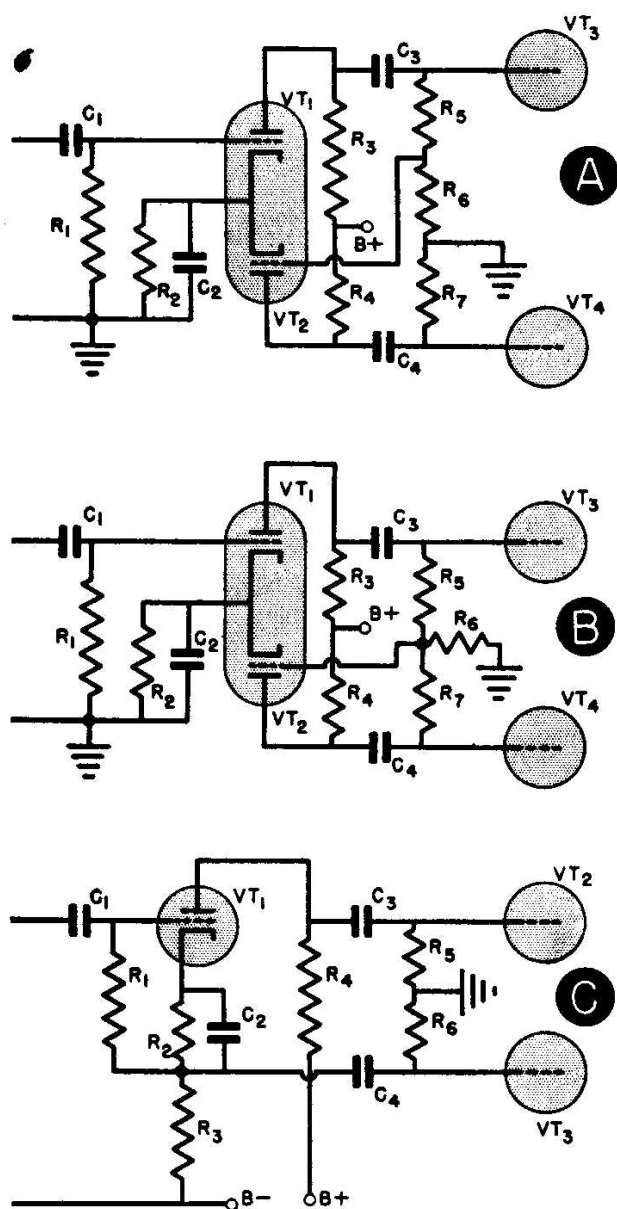 VT3
C3
VT1
C1
R5
R3
A
R6
R1
B+
R2
C2
R4
R7
VT4
VT2
C4
VT1
VT3
C1
C3
R3
R5
R6
B+
B
R1
C2
R2
R4
R7
VT4
VT2
C4
VT2
C1
VT1
C3
R5
R4
R1
C
C2
R6
R2
C4
R3
VT3
B-
B+